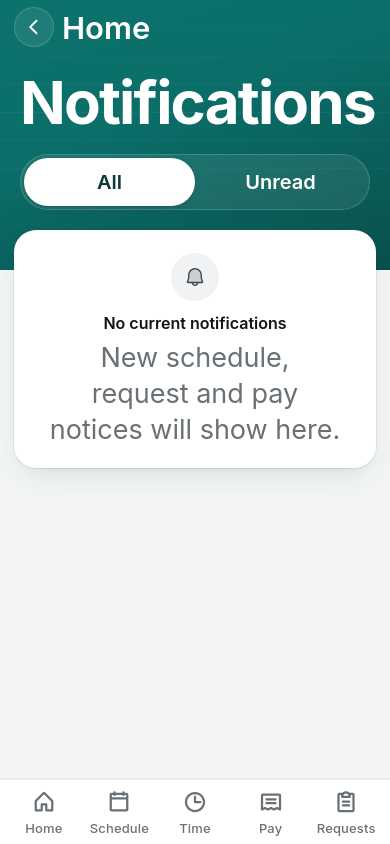 Home
Notifications
All
Unread
No current notifications
New schedule,
request and pay
notices will show here.
Home
Schedule
Time
Pay
Requests